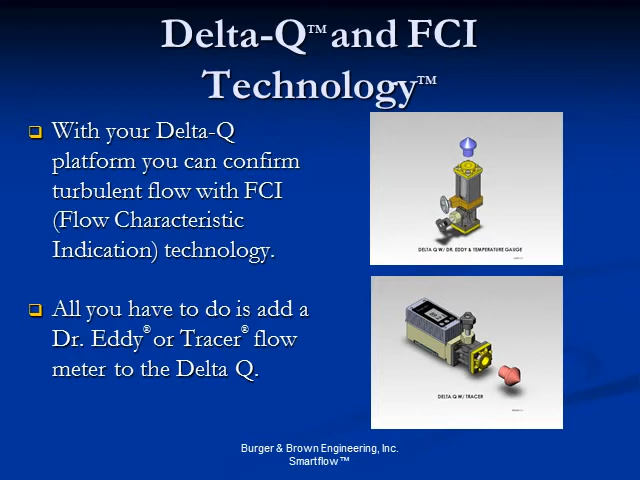 Delta-Q™ and FCI
Technology™
❑ With your Delta-Q
platform you can confirm
turbulent flow with FCI
(Flow Characteristic
Indication) technology.
❑ All you have to do is add a
Dr. Eddy® or Tracer® flow
meter to the Delta Q.
DELTA Q W/ DR. EDDY & TEMPERATURE GAUGE
DELTA Q W/ TRACER
Burger & Brown Engineering, Inc.
Smartflow™